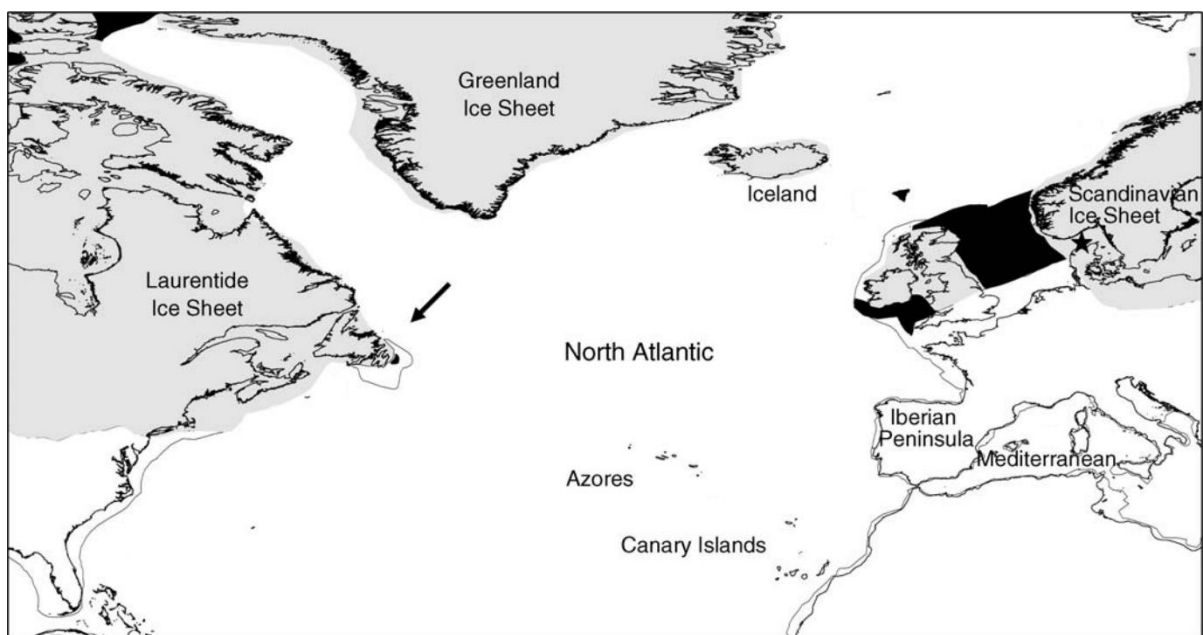 Greenland
Ice Sheet
Iceland
Scandinavian
Ice Sheet
Laurentide
Ice Sheet
North Atlantic
Iberian
Peninsula
Mediterranean
Azores
Canary Islands